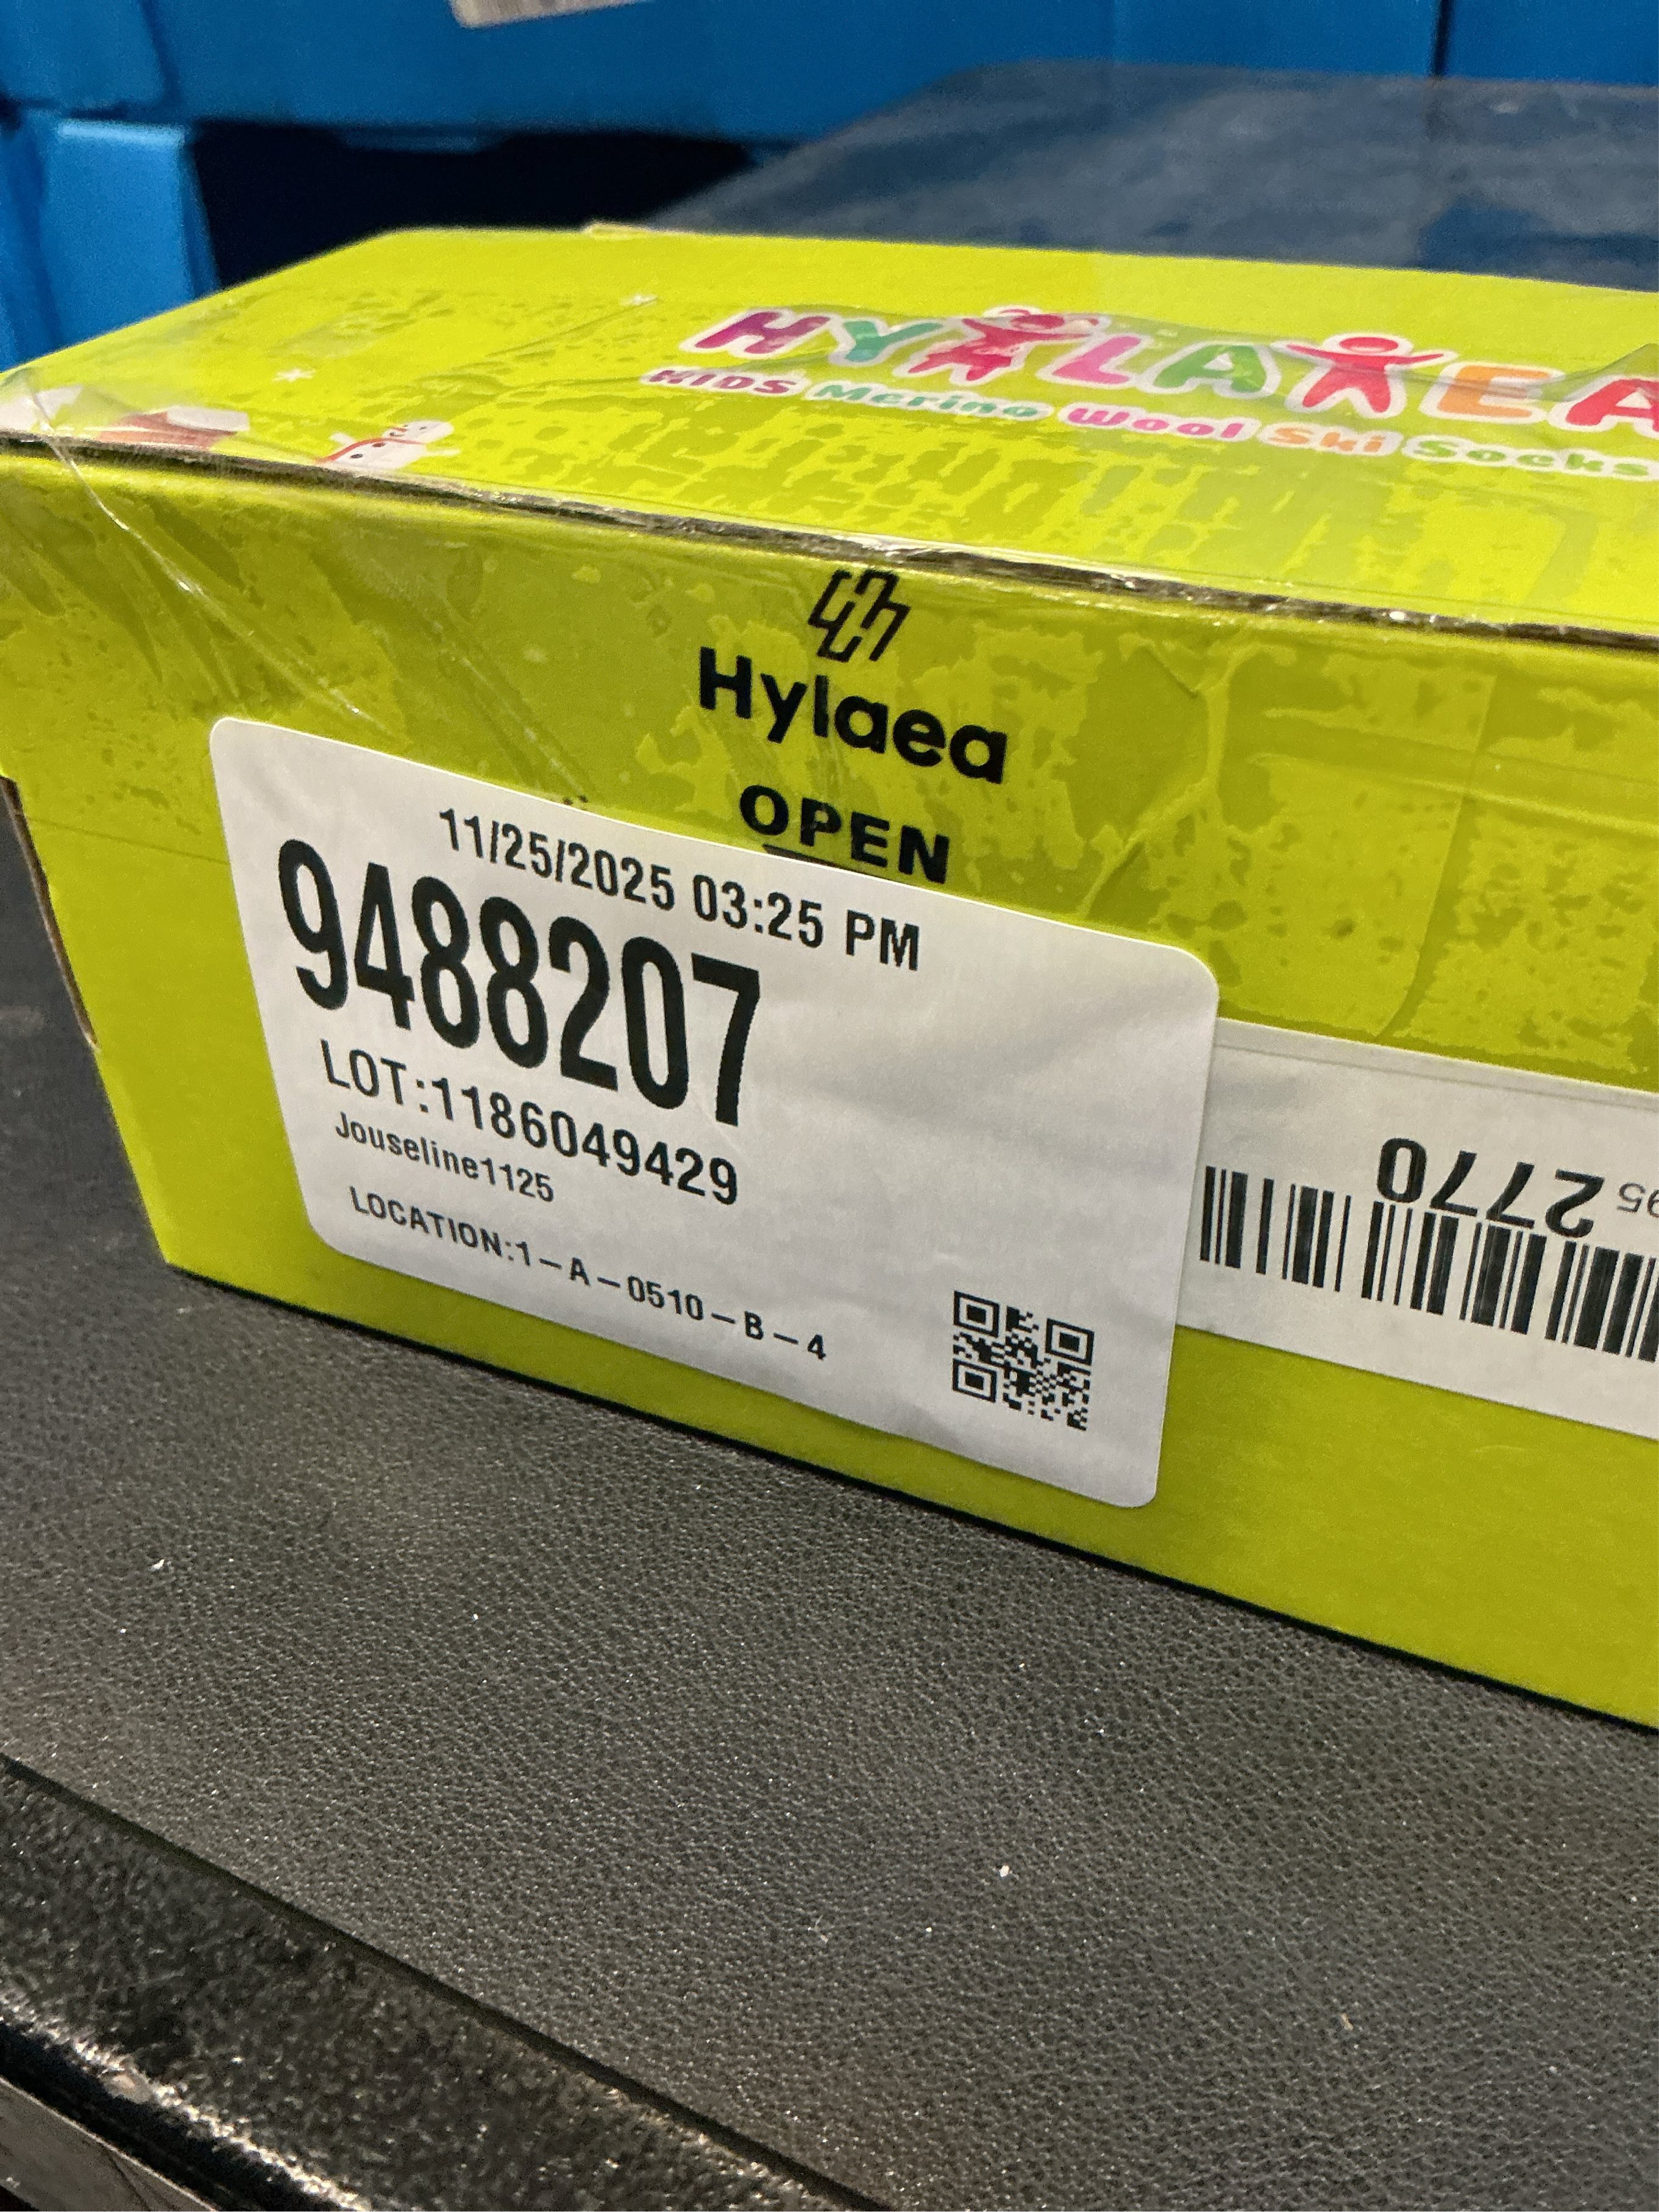 HYLAEA
KIDS Merino Wool Ski Socks
Hylaea
OPEN
11/25/2025 03:25 PM
9488207
LOT:1186049429
Jouseline1125
LOCATION:1-A-0510-B-4
95 2770